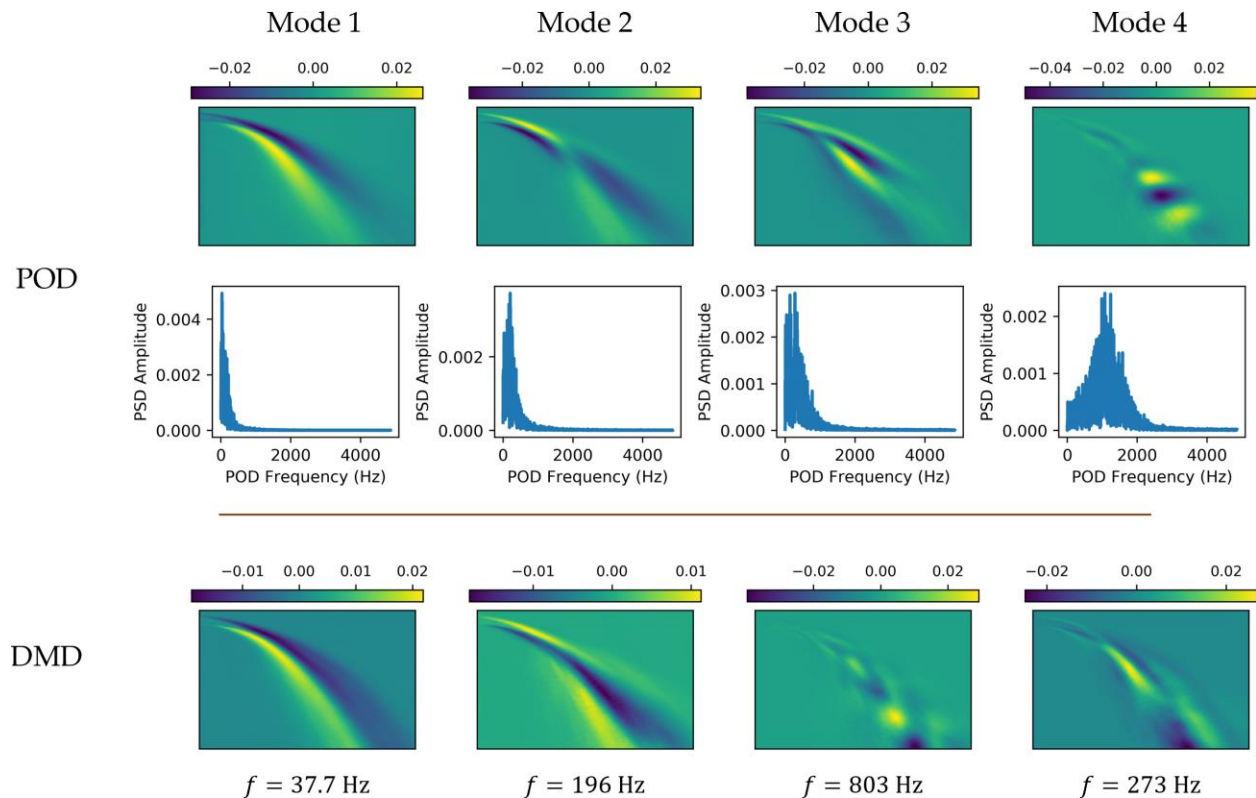 Mode 1 Mode 2 Mode 3 Mode 4
−0.02 0.00 0.02 −0.02 0.00 0.02 −0.02 0.00 0.02 −0.04 −0.02 0.00 0.02
POD
PSD Amplitude
0.004
0.002
0.000
0 2000 4000
POD Frequency (Hz)
PSD Amplitude
0.002
0.000
0 2000 4000
POD Frequency (Hz)
PSD Amplitude
0.003
0.002
0.001
0.000
0 2000 4000
POD Frequency (Hz)
PSD Amplitude
0.002
0.001
0.000
0 2000 4000
POD Frequency (Hz)
−0.01 0.00 0.01 0.02 −0.01 0.00 0.01 −0.02 0.00 0.02 −0.02 0.00 0.02
DMD
f = 37.7 Hz f = 196 Hz f = 803 Hz f = 273 Hz